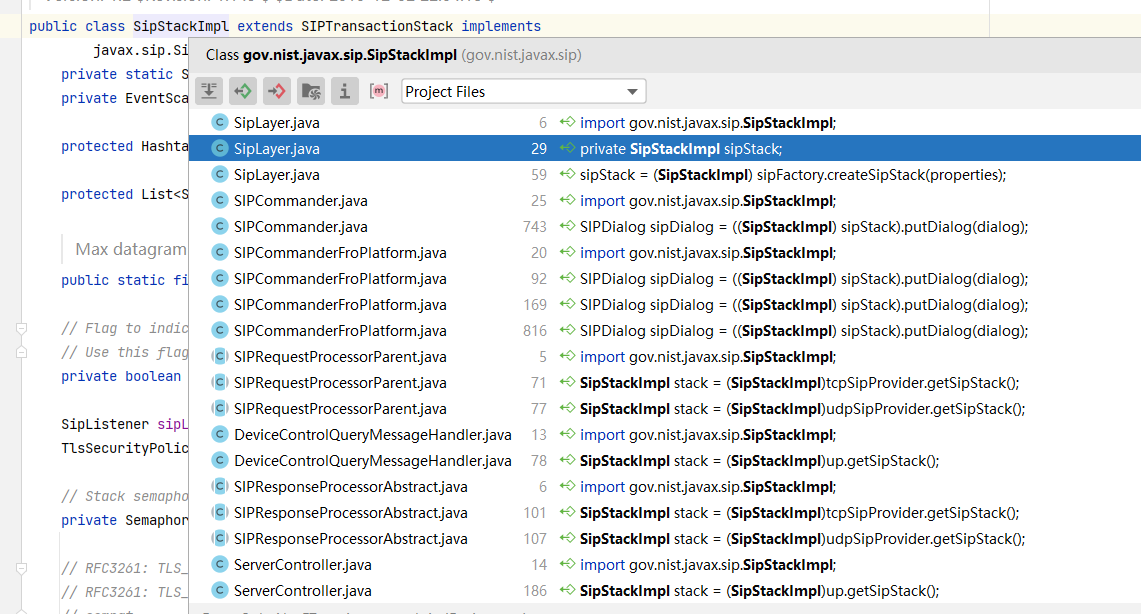 public class SipStackImpl extends SIPTransactionStack implements
javax.sip.Si
Class gov.nist.javax.sip.SipStackImpl (gov.nist.javax.sip)
private static S
private EventSca
Project Files
SipLayer.java 6 import gov.nist.javax.sip.SipStackImpl;
protected Hashta
SipLayer.java 29 private SipStackImpl sipStack;
SipLayer.java 59 sipStack = (SipStackImpl) sipFactory.createSipStack(properties);
protected List<S
SIPCommander.java 25 import gov.nist.javax.sip.SipStackImpl;
SIPCommander.java 743 SIPDialog sipDialog = ((SipStackImpl) sipStack).putDialog(dialog);
Max datagram
SIPCommanderFroPlatform.java 20 import gov.nist.javax.sip.SipStackImpl;
public static fi
SIPCommanderFroPlatform.java 92 SIPDialog sipDialog = ((SipStackImpl) sipStack).putDialog(dialog);
SIPCommanderFroPlatform.java 169 SIPDialog sipDialog = ((SipStackImpl) sipStack).putDialog(dialog);
// Flag to indic
SIPCommanderFroPlatform.java 816 SIPDialog sipDialog = ((SipStackImpl) sipStack).putDialog(dialog);
// Use this flag
SIPRequestProcessorParent.java 5 import gov.nist.javax.sip.SipStackImpl;
private boolean
SIPRequestProcessorParent.java 71 SipStackImpl stack = (SipStackImpl)tcpSipProvider.getSipStack();
SIPRequestProcessorParent.java 77 SipStackImpl stack = (SipStackImpl)udpSipProvider.getSipStack();
SipListener sipL
DeviceControlQueryMessageHandler.java 13 import gov.nist.javax.sip.SipStackImpl;
TlsSecurityPolic
DeviceControlQueryMessageHandler.java 78 SipStackImpl stack = (SipStackImpl)up.getSipStack();
SIPResponseProcessorAbstract.java 6 import gov.nist.javax.sip.SipStackImpl;
// Stack semapho
SIPResponseProcessorAbstract.java 101 SipStackImpl stack = (SipStackImpl)tcpSipProvider.getSipStack();
private Semaphor
SIPResponseProcessorAbstract.java 107 SipStackImpl stack = (SipStackImpl)udpSipProvider.getSipStack();
ServerController.java 14 import gov.nist.javax.sip.SipStackImpl;
// RFC3261: TLS_
ServerController.java 186 SipStackImpl stack = (SipStackImpl)up.getSipStack();
// RFC3261: TLS_